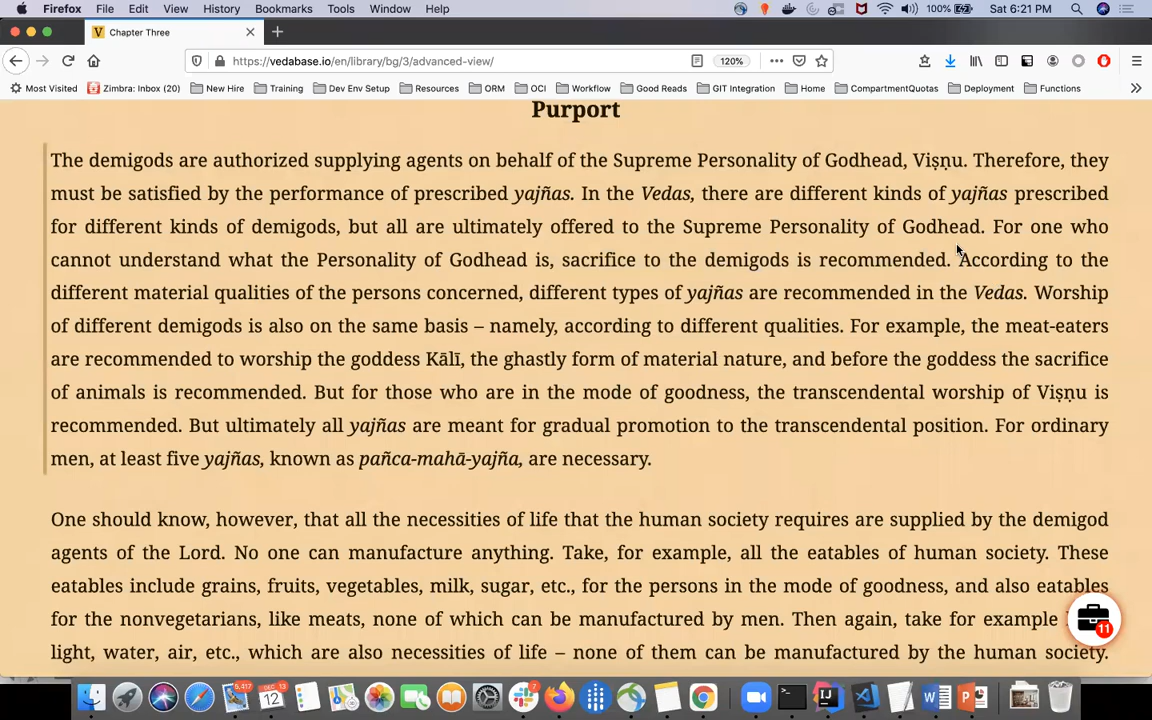 Firefox File Edit View History Bookmarks Tools Window Help 100% Sat 6:21 PM
V Chapter Three
https://vedabase.io/en/library/bg/3/advanced-view/ 120%
Most Visited Zimbra: Inbox (20) New Hire Training Dev Env Setup Resources ORM OCI Workflow Good Reads GIT Integration Home CompartmentQuotas Deployment Functions
Purport
The demigods are authorized supplying agents on behalf of the Supreme Personality of Godhead, Viṣṇu. Therefore, they
must be satisfied by the performance of prescribed yajñas. In the Vedas, there are different kinds of yajñas prescribed
for different kinds of demigods, but all are ultimately offered to the Supreme Personality of Godhead. For one who
cannot understand what the Personality of Godhead is, sacrifice to the demigods is recommended. According to the
different material qualities of the persons concerned, different types of yajñas are recommended in the Vedas. Worship
of different demigods is also on the same basis – namely, according to different qualities. For example, the meat-eaters
are recommended to worship the goddess Kālī, the ghastly form of material nature, and before the goddess the sacrifice
of animals is recommended. But for those who are in the mode of goodness, the transcendental worship of Viṣṇu is
recommended. But ultimately all yajñas are meant for gradual promotion to the transcendental position. For ordinary
men, at least five yajñas, known as pañca-mahā-yajña, are necessary.
One should know, however, that all the necessities of life that the human society requires are supplied by the demigod
agents of the Lord. No one can manufacture anything. Take, for example, all the eatables of human society. These
eatables include grains, fruits, vegetables, milk, sugar, etc., for the persons in the mode of goodness, and also eatables
for the nonvegetarians, like meats, none of which can be manufactured by men. Then again, take for example
light, water, air, etc., which are also necessities of life – none of them can be manufactured by the human society.
11
5,417 DEC 12 13 7